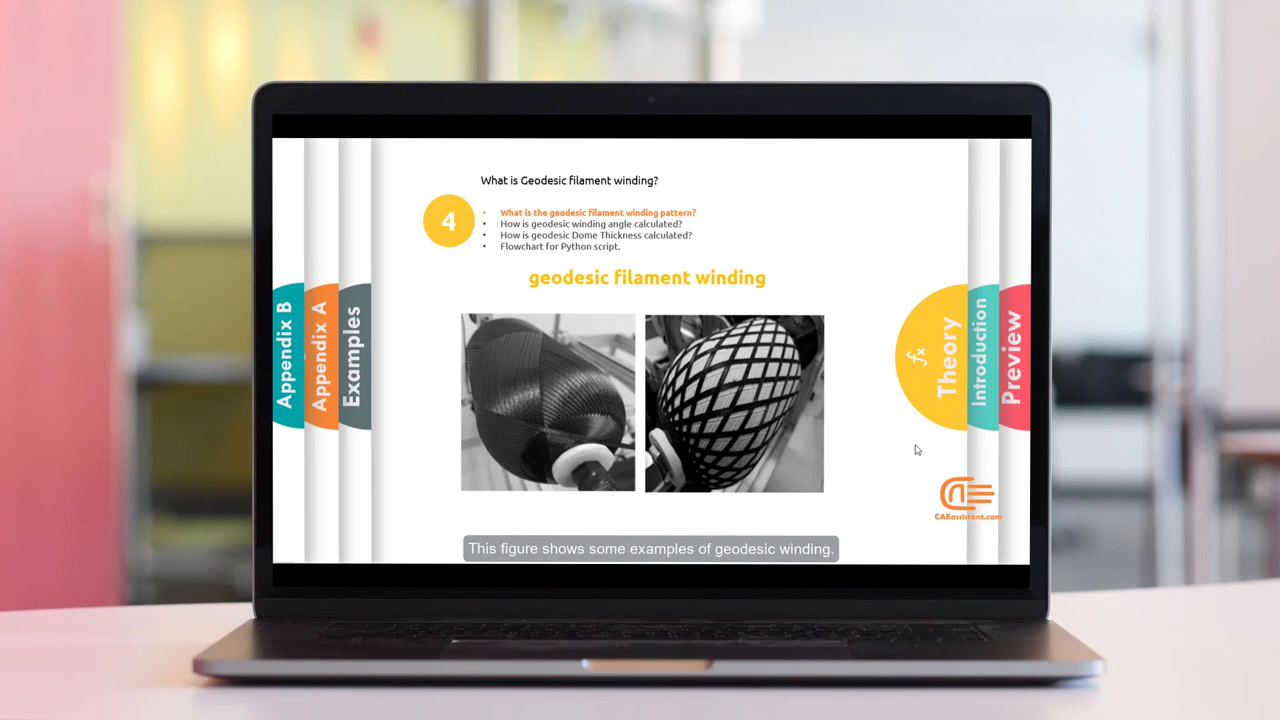 What is Geodesic filament winding?
4
• What is the geodesic filament winding pattern?
• How is geodesic winding angle calculated?
• How is geodesic Dome Thickness calculated?
• Flowchart for Python script.
geodesic filament winding
Appendix B
Appendix A
Examples
fx
Theory
Introduction
Preview
CAEassistant.com
This figure shows some examples of geodesic winding.